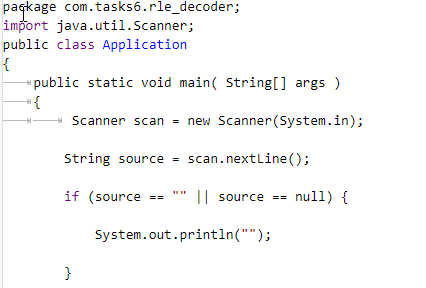 package com.tasks6.rle_decoder;
import java.util.Scanner;
public class Application
{
public static void main( String[] args )
{
Scanner scan = new Scanner(System.in);
String source = scan.nextLine();
if (source == "" || source == null) {
System.out.println("");
}